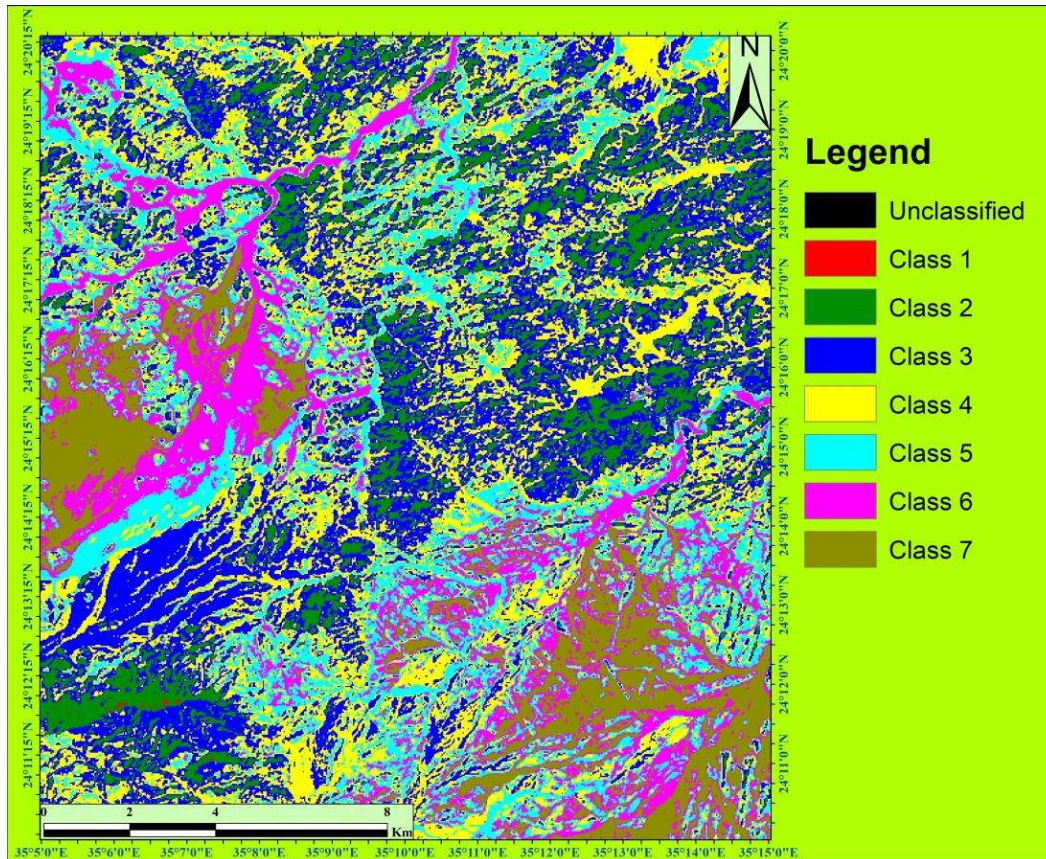 N
24°20'15"N
24°19'15"N
24°18'15"N
24°17'15"N
24°16'15"N
24°15'15"N
24°14'15"N
24°13'15"N
24°12'15"N
24°11'15"N
24°20'0"N
24°19'0"N
24°18'0"N
24°17'0"N
24°16'0"N
24°15'0"N
24°14'0"N
24°13'0"N
24°12'0"N
24°11'0"N
Legend
Unclassified
Class 1
Class 2
Class 3
Class 4
Class 5
Class 6
Class 7
0 2 4 8
Km
35°5'0"E 35°6'0"E 35°7'0"E 35°8'0"E 35°9'0"E 35°10'0"E 35°11'0"E 35°12'0"E 35°13'0"E 35°14'0"E 35°15'0"E